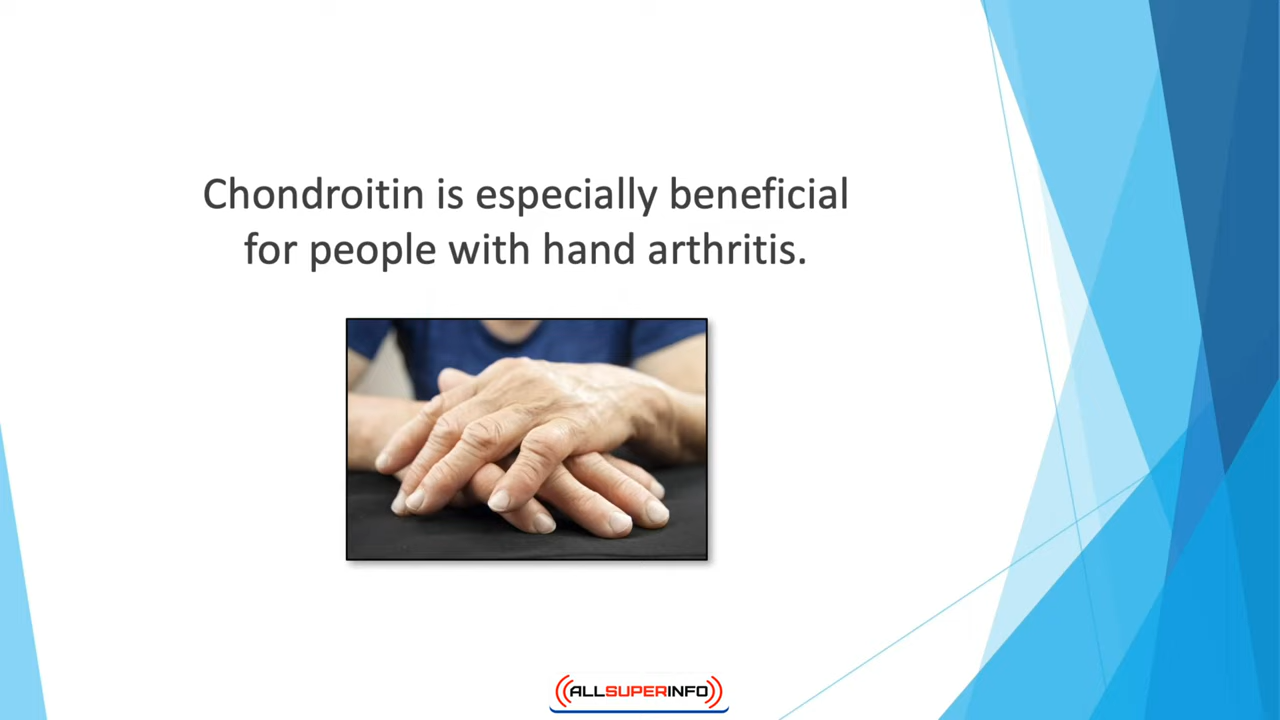 Chondroitin is especially beneficial
for people with hand arthritis.
ALLSUPERINFO